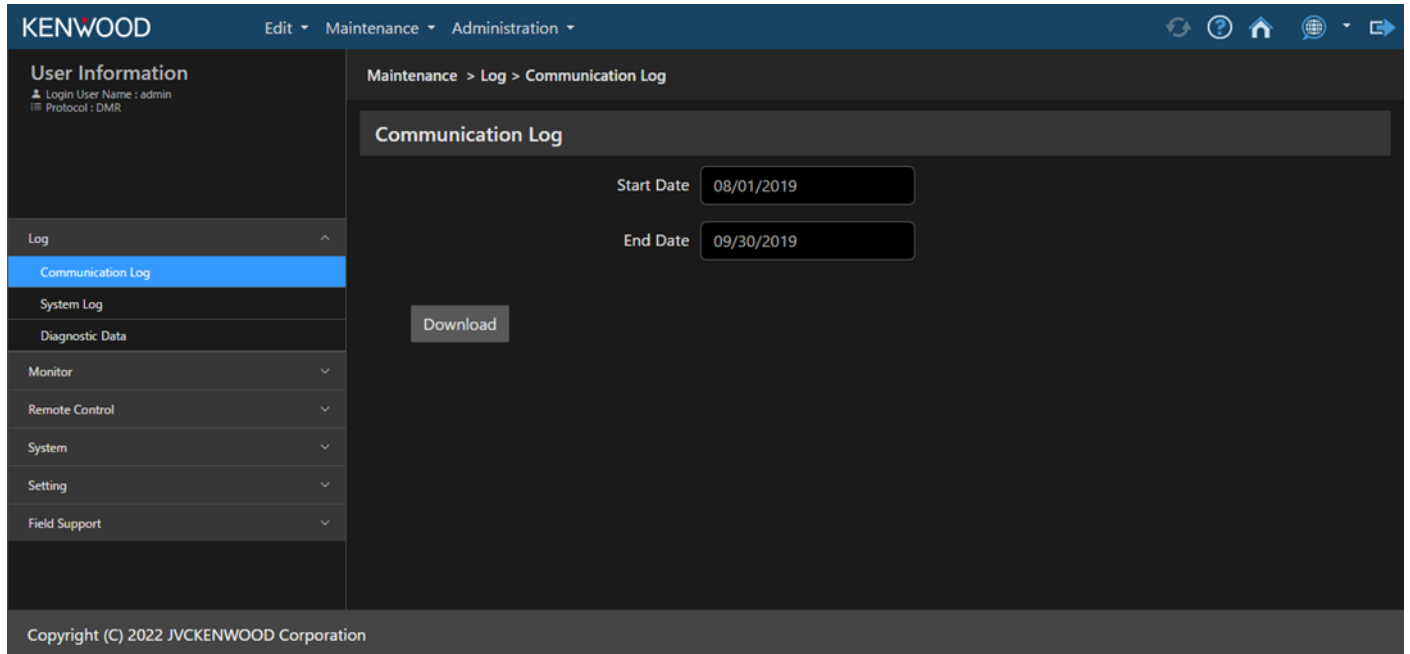 KENWOOD Edit Maintenance Administration
User Information
Login User Name : admin
Protocol : DMR
Log
Communication Log
System Log
Diagnostic Data
Monitor
Remote Control
System
Setting
Field Support
Maintenance > Log > Communication Log
Communication Log
Start Date 08/01/2019
End Date 09/30/2019
Download
Copyright (C) 2022 JVCKENWOOD Corporation